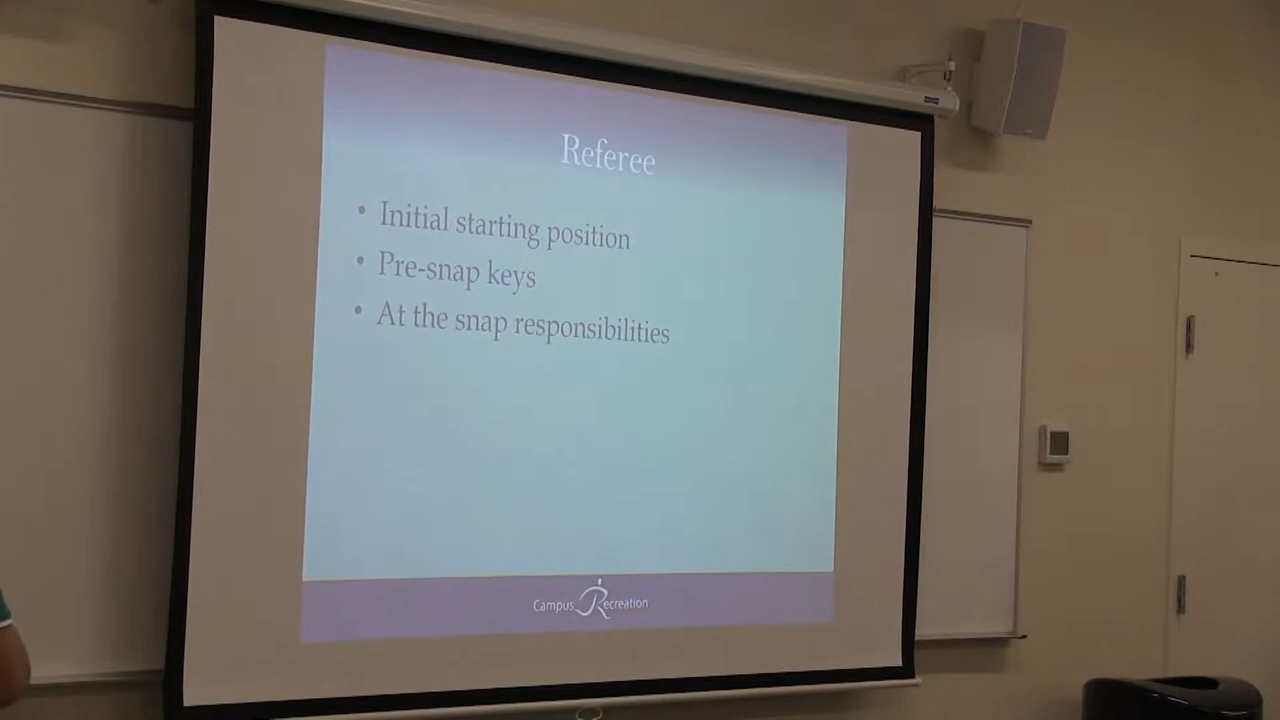 Referee
• Initial starting position
• Pre-snap keys
• At the snap responsibilities
Campus Recreation